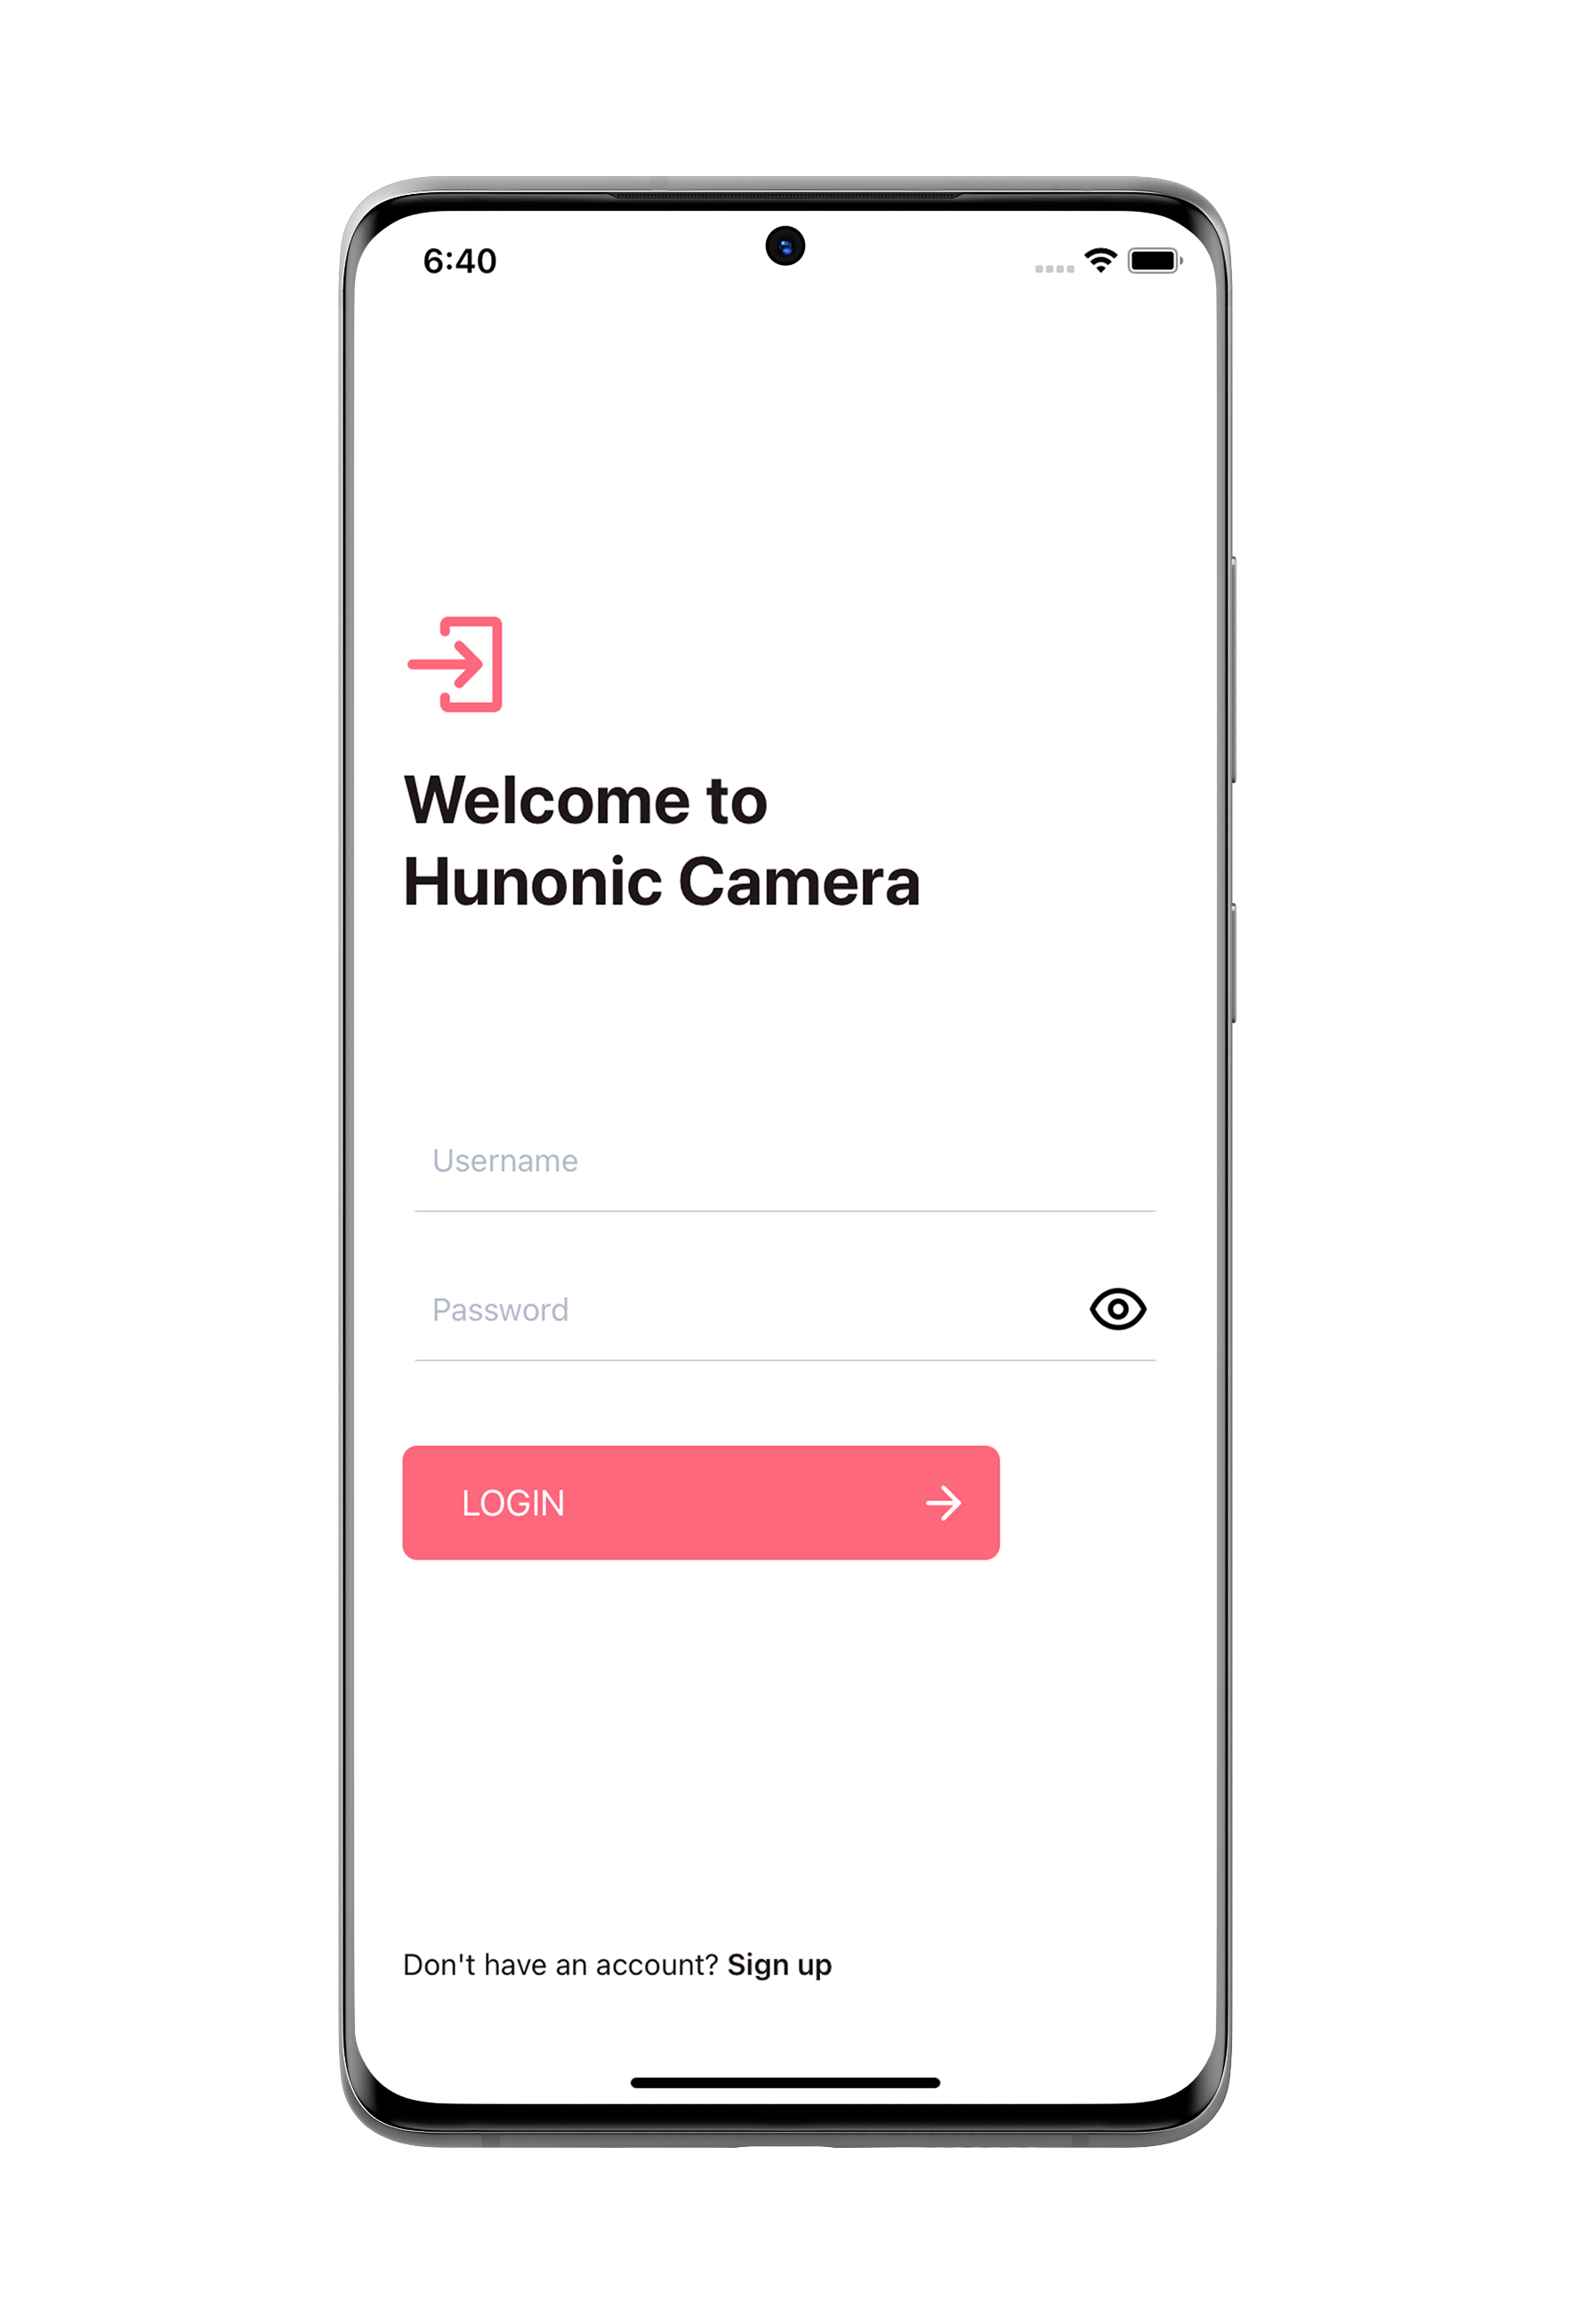 6:40
Welcome to
Hunonic Camera
Username
Password
LOGIN
Don't have an account? Sign up